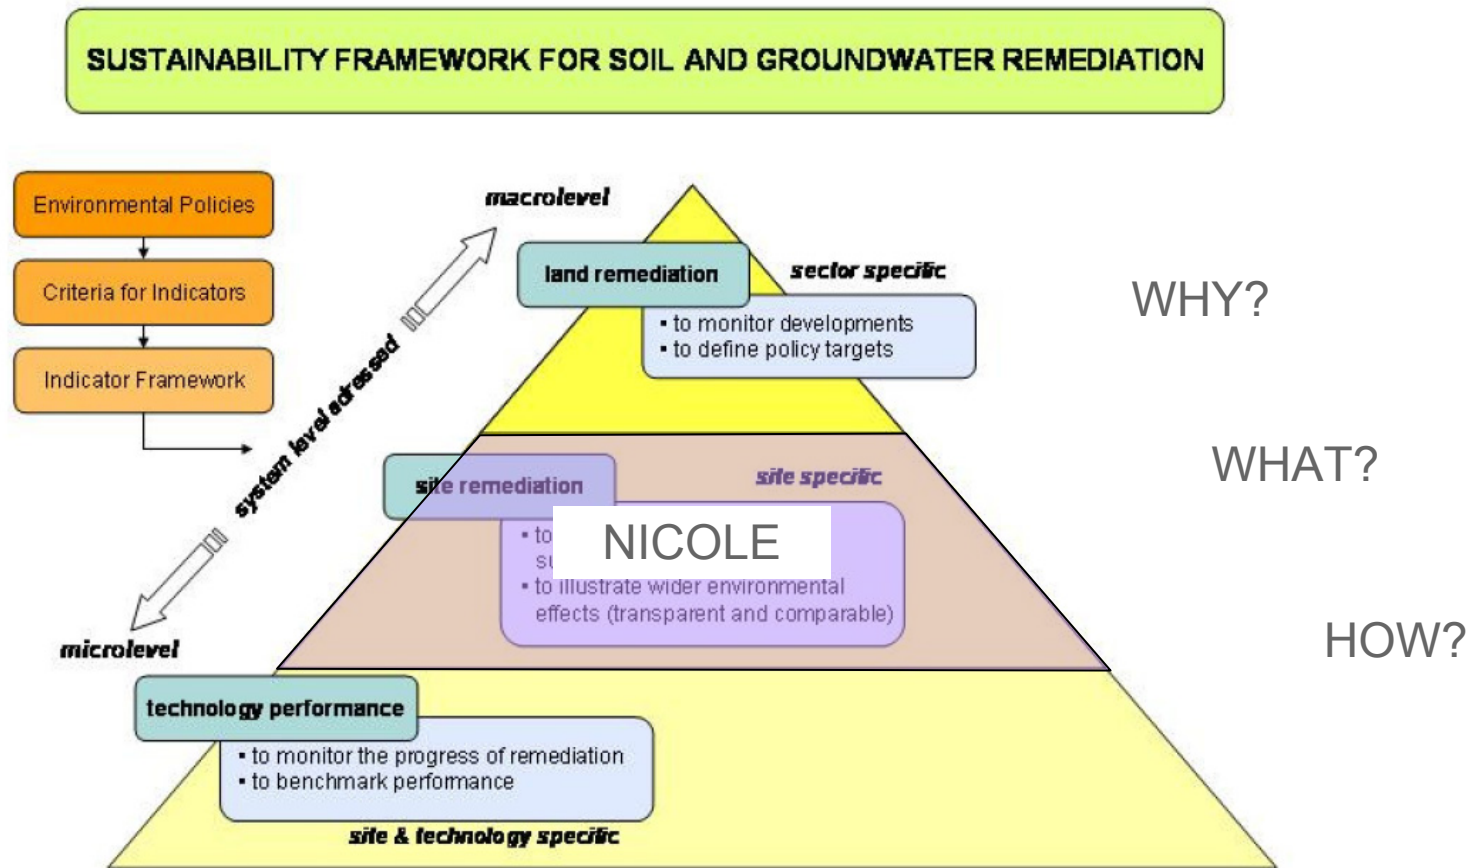 SUSTAINABILITY FRAMEWORK FOR SOIL AND GROUNDWATER REMEDIATION
Environmental Policies
Criteria for Indicators
Indicator Framework
macrolevel
system level adressed
microlevel
land remediation
sector specific
▪ to monitor developments
▪ to define policy targets
WHY?
site remediation
site specific
▪ to
NICOLE
▪ to illustrate wider environmental
effects (transparent and comparable)
WHAT?
technology performance
▪ to monitor the progress of remediation
▪ to benchmark performance
site & technology specific
HOW?